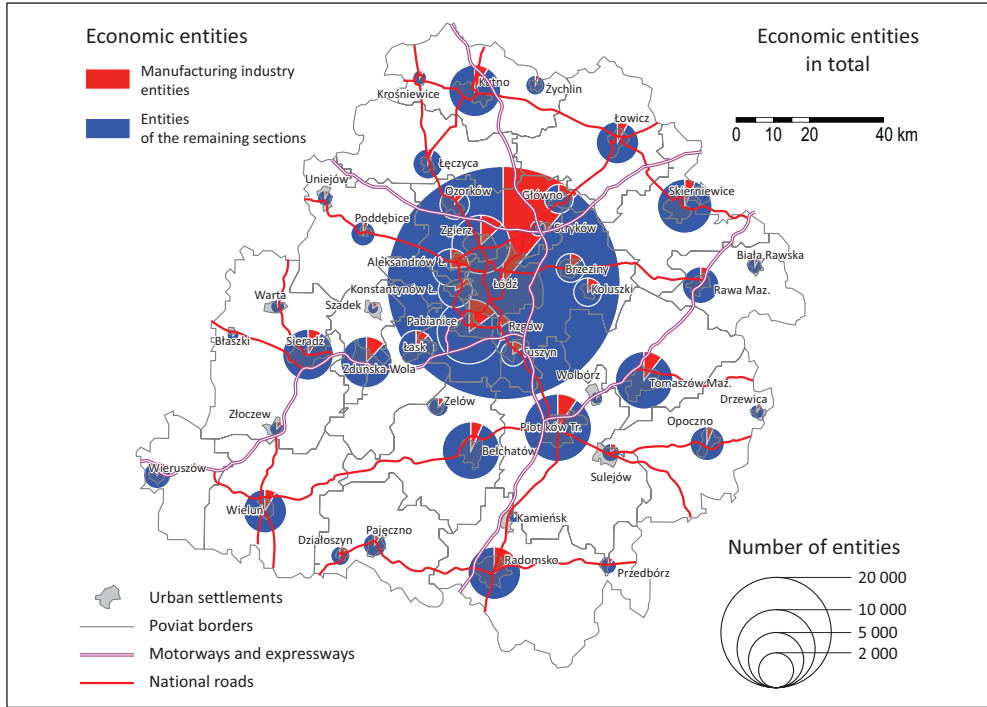 Economic entities
Manufacturing industry
entities
Entities
of the remaining sections
Economic entities
in total
0 10 20 40 km
Krośniewice
Kutno
Żychlin
Łowicz
Łęczyca
Uniejów
Ozorków
Główno
Skierniewice
Poddębice
Zgierz
Stryków
Aleksandrów Ł.
Brzeziny
Biała Rawska
Konstantynów Ł.
Łódź
Koluszki
Rawa Maz.
Warta
Szadek
Pabianice
Rzgów
Błaszki
Sieradz
Łask
Tuszyn
Zduńska Wola
Wolbórz
Tomaszów Maz.
Złoczew
Zelów
Drzewica
Piotrków Tr.
Opoczno
Bełchatów
Sulejów
Wieruszów
Wieluń
Kamieńsk
Działoszyn
Pajęczno
Radomsko
Przedbórz
Urban settlements
Poviat borders
Motorways and expressways
National roads
Number of entities
20 000
10 000
5 000
2 000